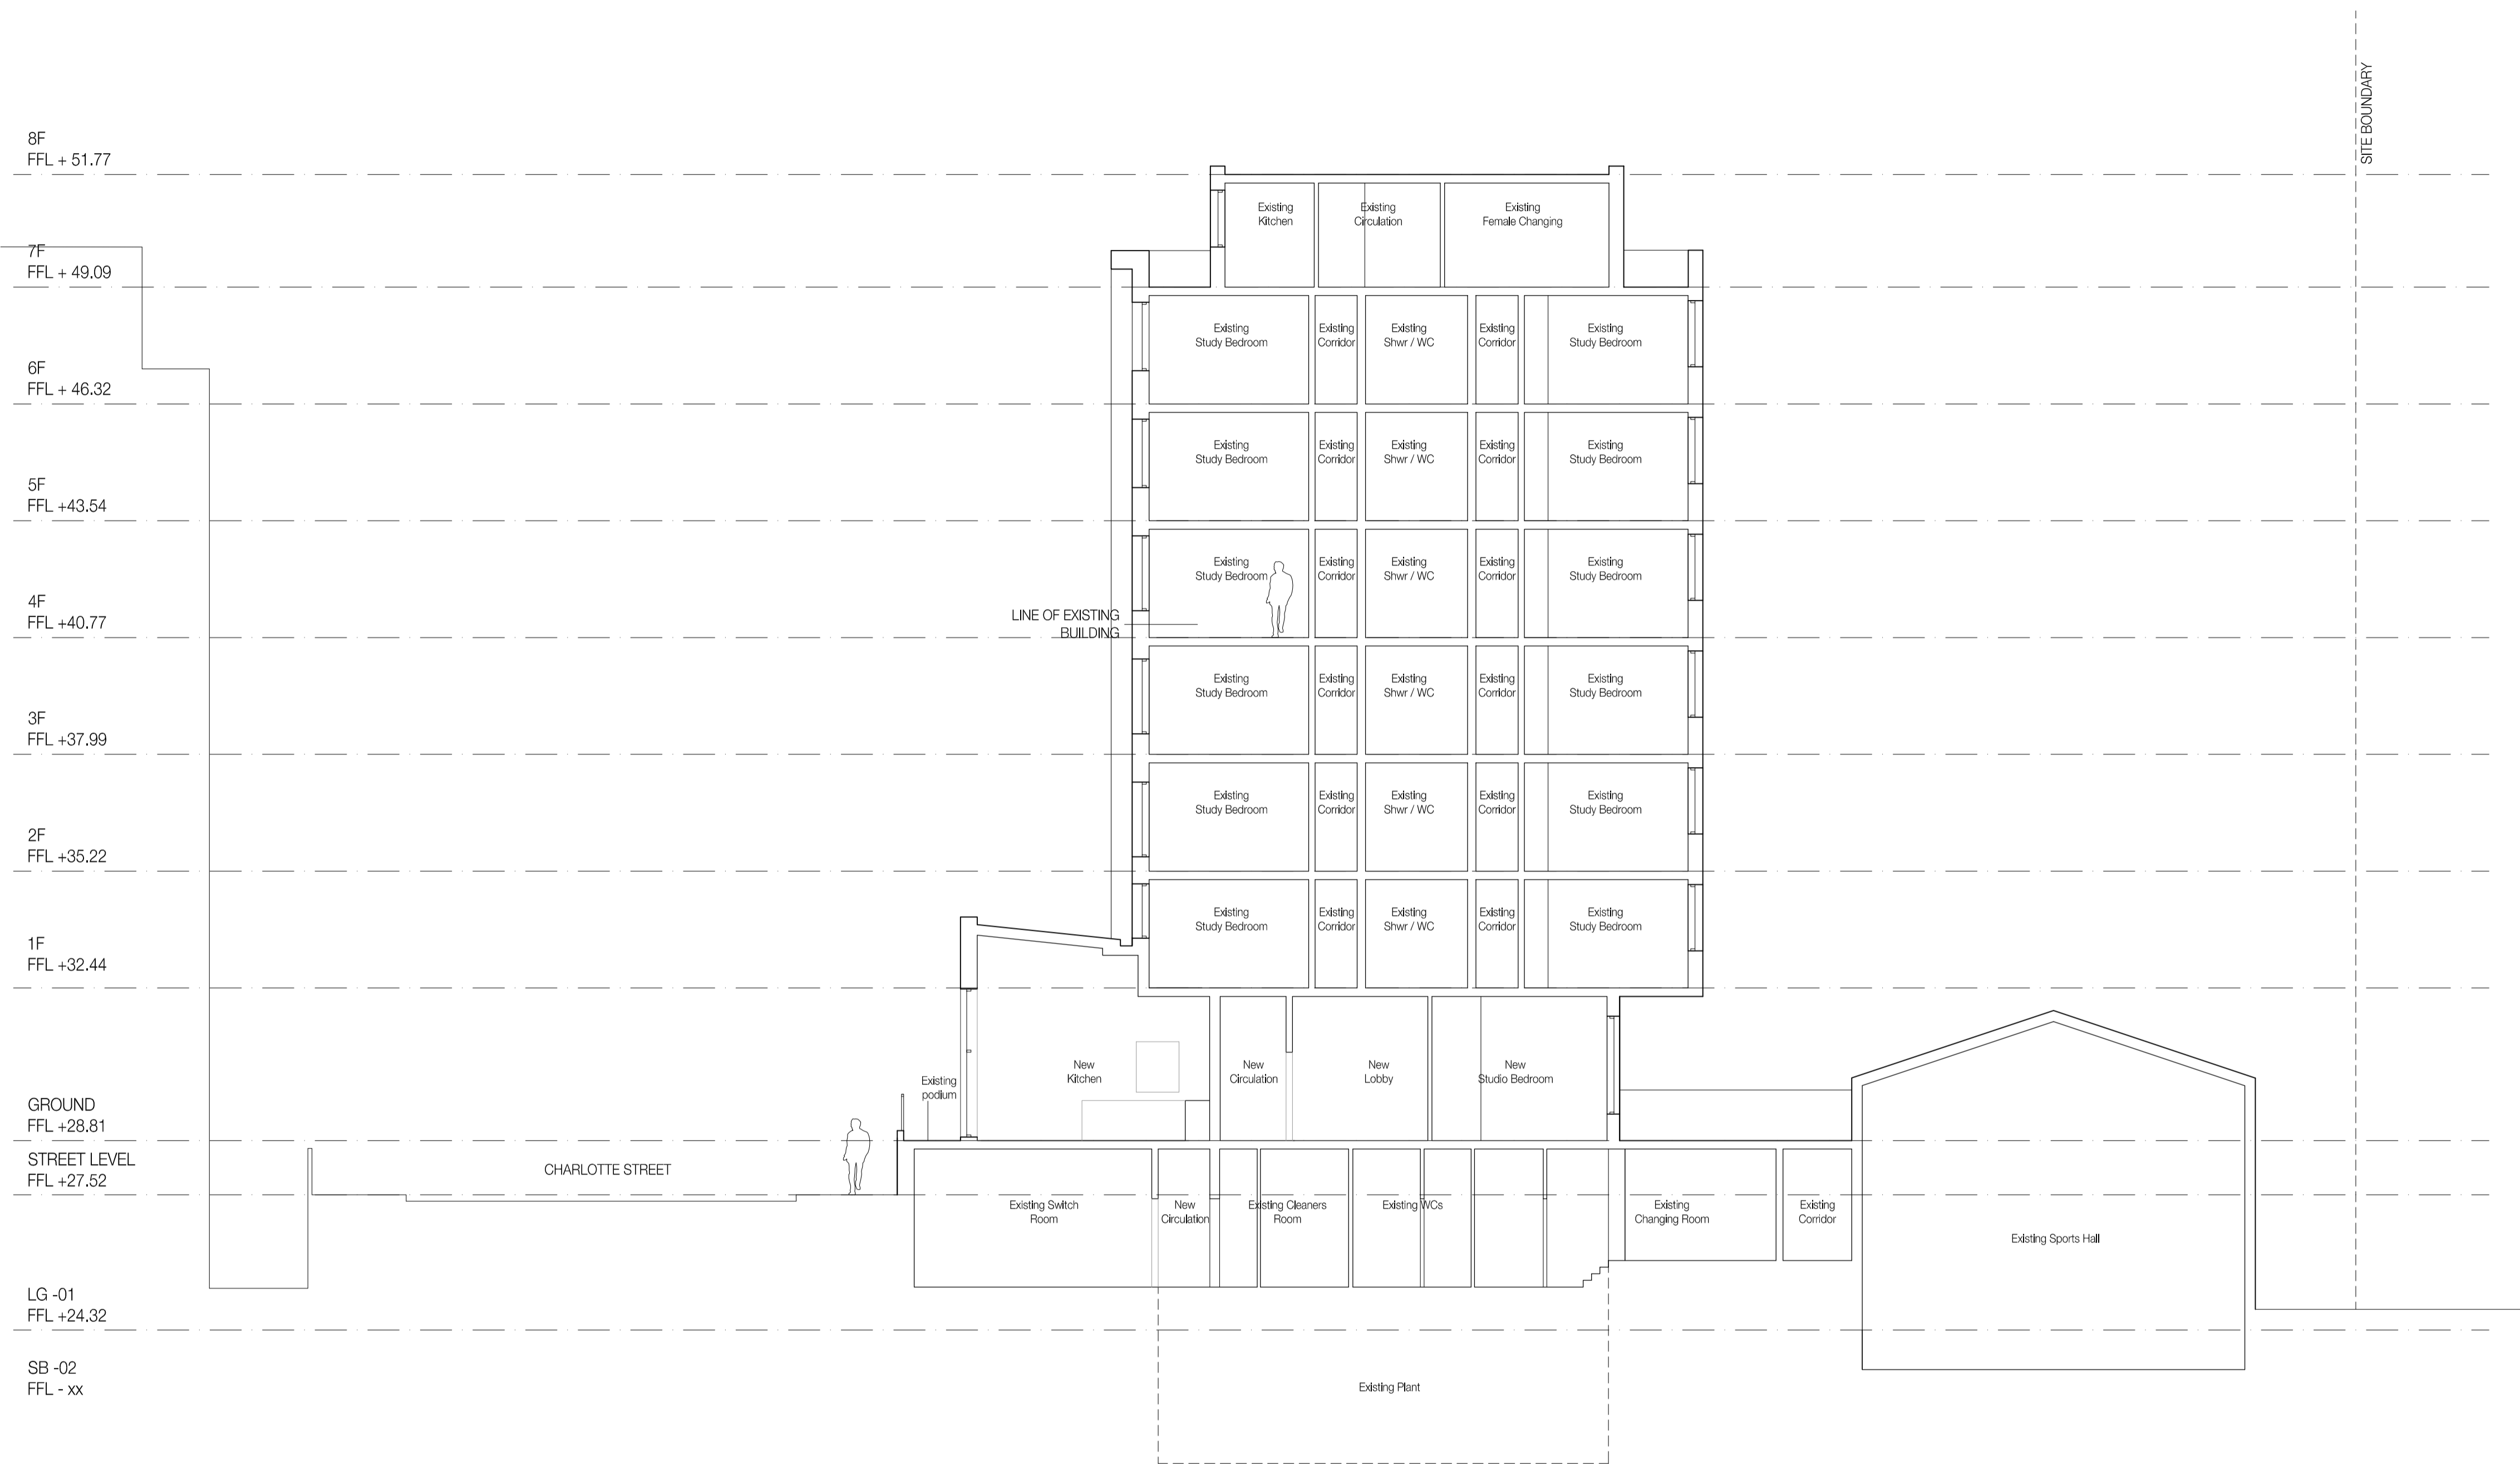 SITE BOUNDARY
8F
FFL + 51.77
Existing
Kitchen
Existing
Circulation
Existing
Female Changing
7F
FFL + 49.09
Existing
Study Bedroom
Existing
Corridor
Existing
Shwr / WC
Existing
Corridor
Existing
Study Bedroom
6F
FFL + 46.32
Existing
Study Bedroom
Existing
Corridor
Existing
Shwr / WC
Existing
Corridor
Existing
Study Bedroom
5F
FFL +43.54
Existing
Study Bedroom
Existing
Corridor
Existing
Shwr / WC
Existing
Corridor
Existing
Study Bedroom
4F
FFL +40.77
LINE OF EXISTING
BUILDING
Existing
Study Bedroom
Existing
Corridor
Existing
Shwr / WC
Existing
Corridor
Existing
Study Bedroom
3F
FFL +37.99
Existing
Study Bedroom
Existing
Corridor
Existing
Shwr / WC
Existing
Corridor
Existing
Study Bedroom
2F
FFL +35.22
Existing
Study Bedroom
Existing
Corridor
Existing
Shwr / WC
Existing
Corridor
Existing
Study Bedroom
1F
FFL +32.44
Existing
podium
New
Kitchen
New
Circulation
New
Lobby
New
Studio Bedroom
GROUND
FFL +28.81
STREET LEVEL
FFL +27.52
CHARLOTTE STREET
Existing Switch
Room
New
Circulation
Existing Cleaners
Room
Existing WCs
Existing
Changing Room
Existing
Corridor
Existing Sports Hall
LG -01
FFL +24.32
SB -02
FFL - xx
Existing Plant